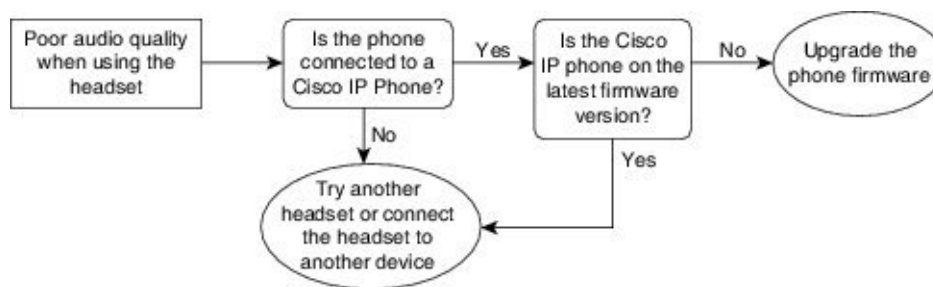 Poor audio quality
when using the
headset
Is the phone
connected to a
Cisco IP Phone?
Yes
Is the Cisco
IP phone on the
latest firmware
version?
No
Upgrade the
phone firmware
No
Yes
Try another
headset or connect
the headset to
another device